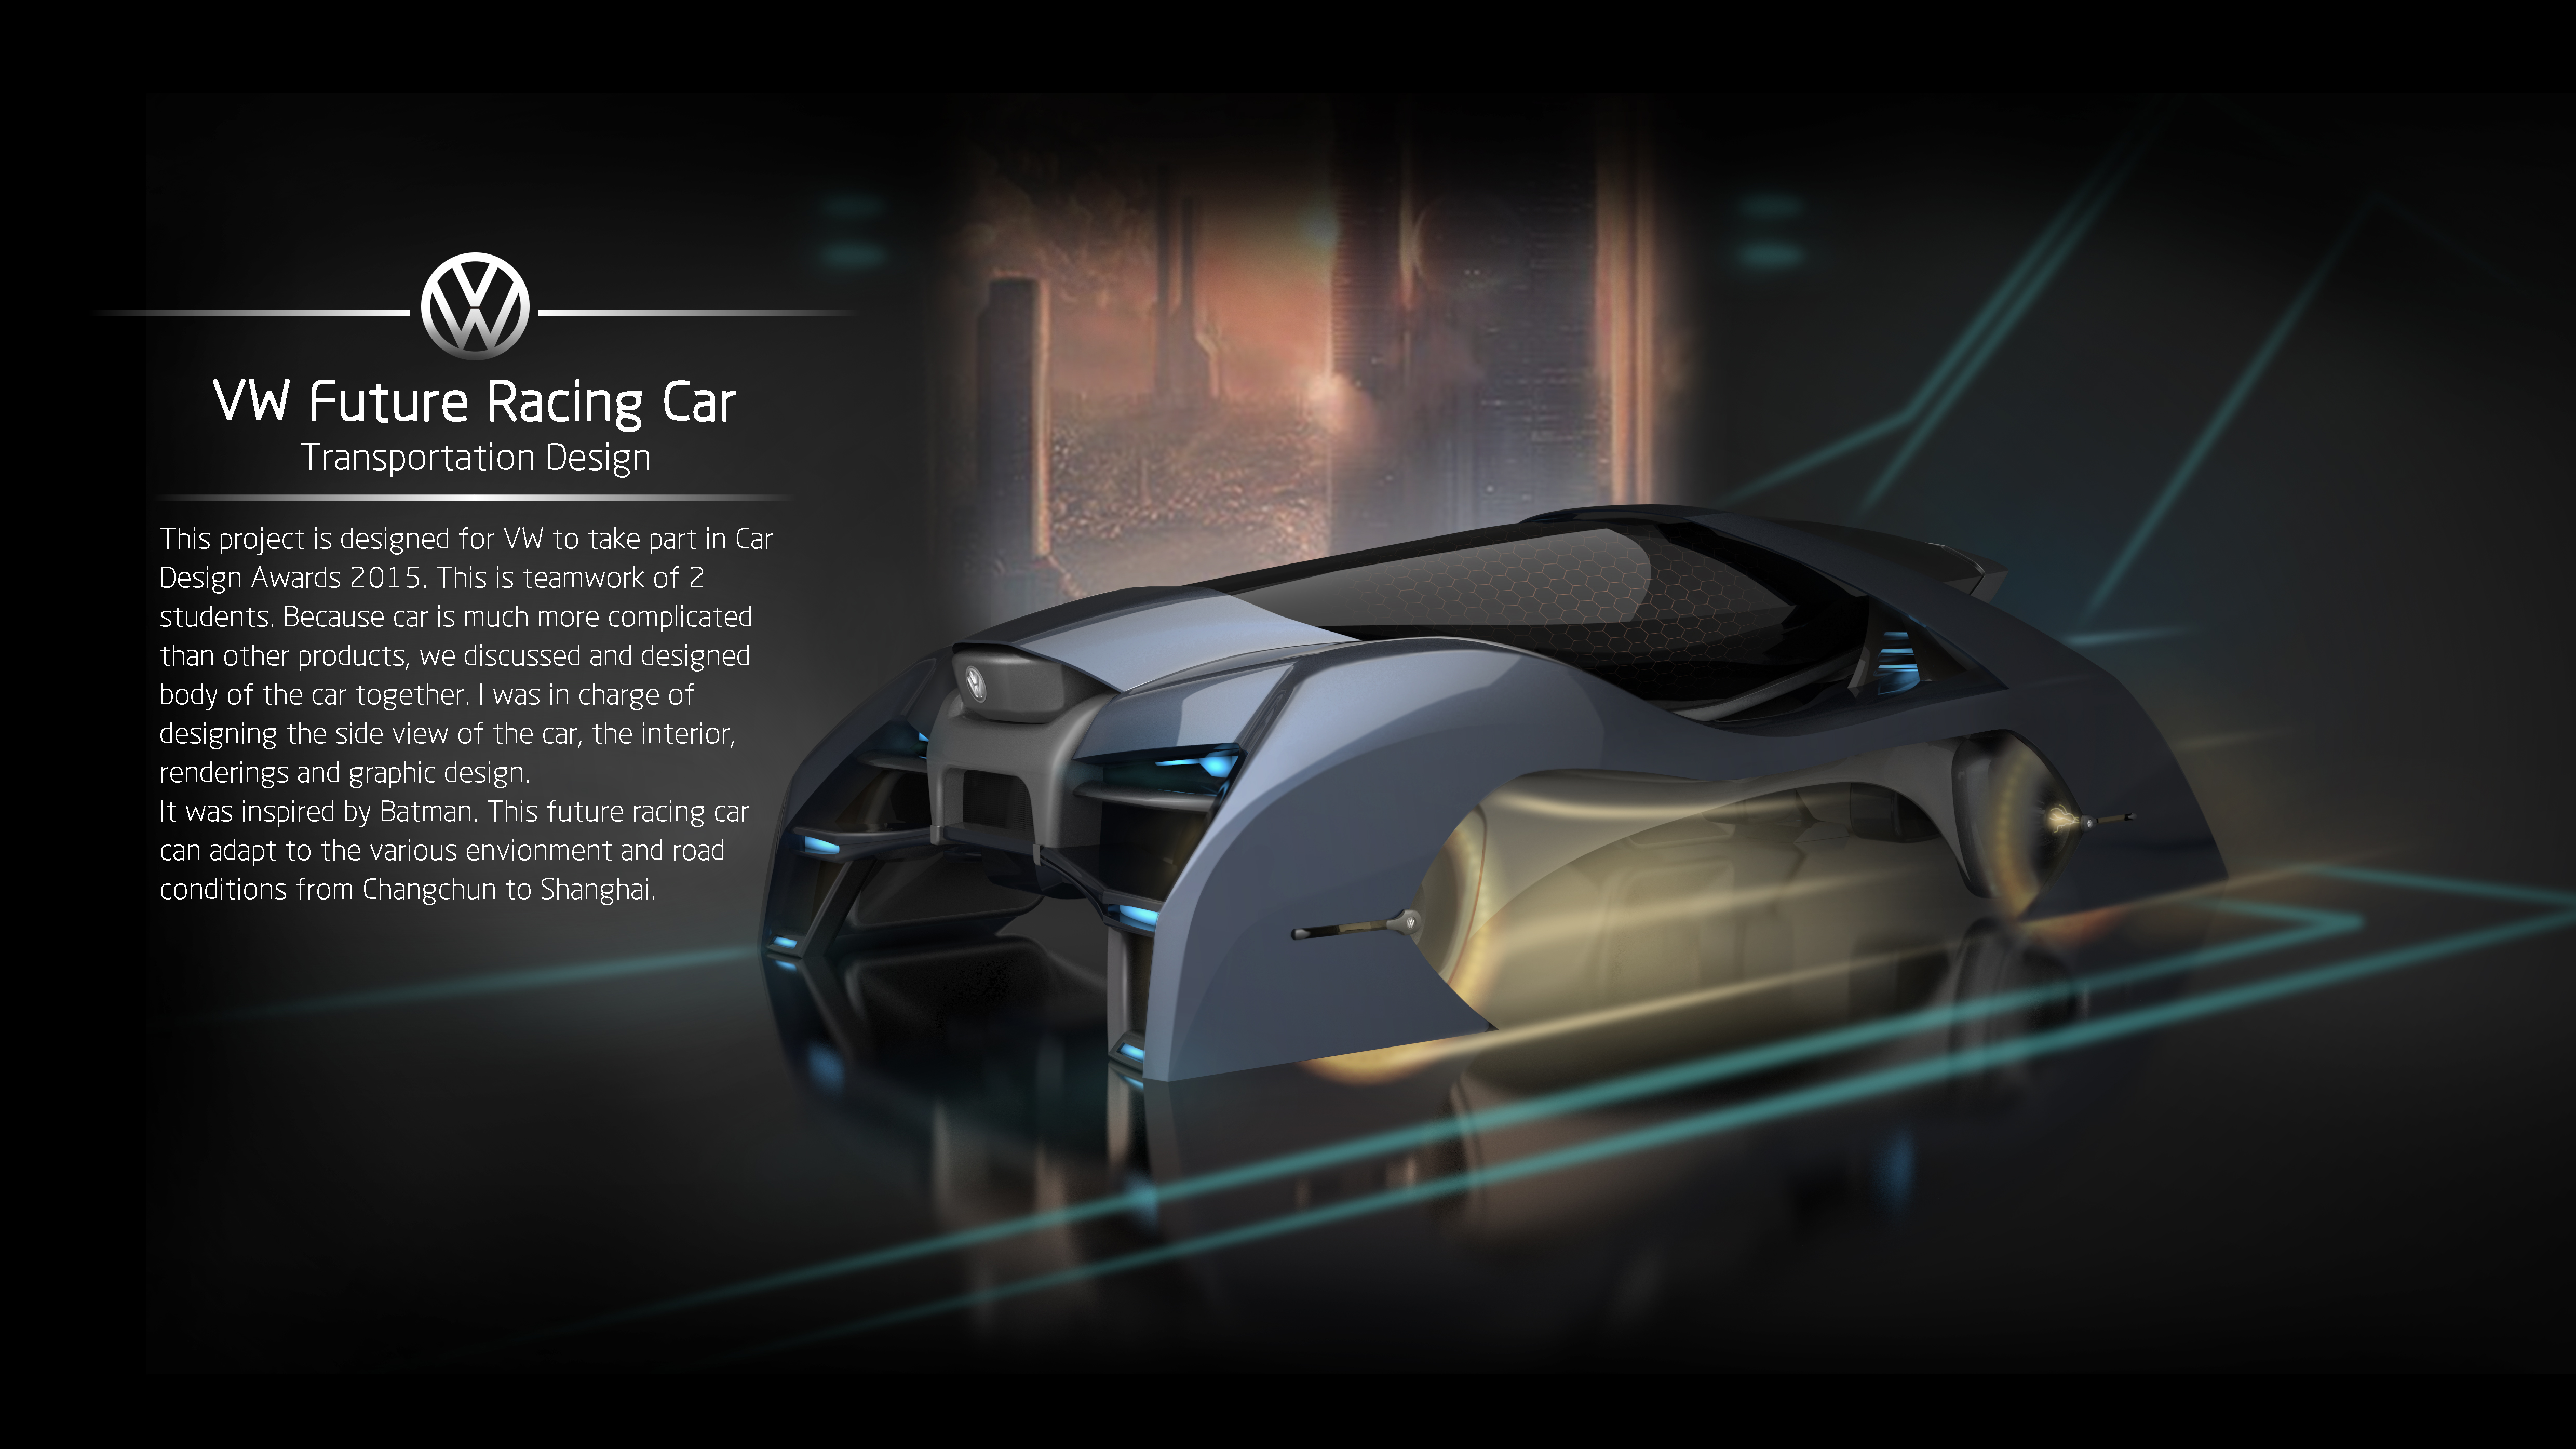 VW Future Racing Car
Transportation Design
This project is designed for VW to take part in Car
Design Awards 2015. This is teamwork of 2
students. Because car is much more complicated
than other products, we discussed and designed
body of the car together. I was in charge of
designing the side view of the car, the interior,
renderings and graphic design.
It was inspired by Batman. This future racing car
can adapt to the various envionment and road
conditions from Changchun to Shanghai.